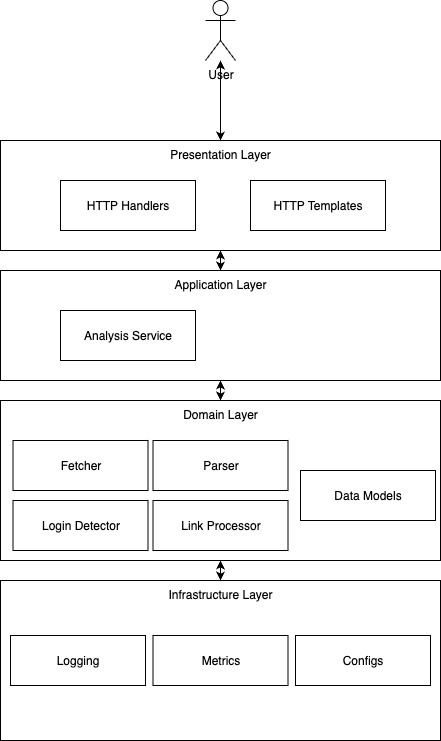 User
Presentation Layer
HTTP Handlers
HTTP Templates
Application Layer
Analysis Service
Domain Layer
Fetcher
Parser
Data Models
Login Detector
Link Processor
Infrastructure Layer
Logging
Metrics
Configs